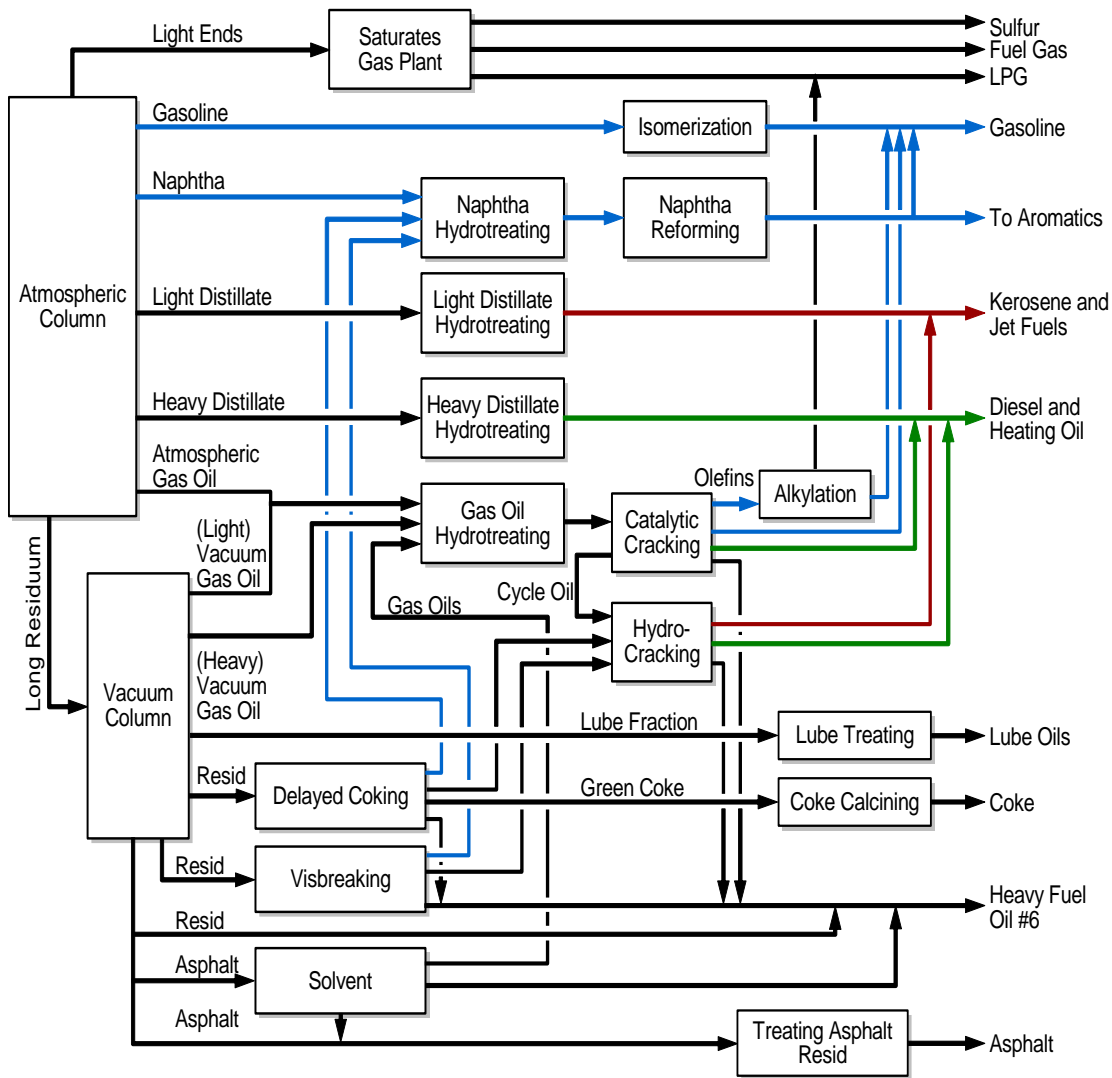 Light Ends
Saturates
Gas Plant
Sulfur
Fuel Gas
LPG
Gasoline
Isomerization
Gasoline
Naphtha
Naphtha
Hydrotreating
Naphtha
Reforming
To Aromatics
Atmospheric
Column
Light Distillate
Light Distillate
Hydrotreating
Kerosene and
Jet Fuels
Heavy Distillate
Heavy Distillate
Hydrotreating
Diesel and
Heating Oil
Atmospheric
Gas Oil
Olefins
Alkylation
Gas Oil
Hydrotreating
Catalytic
Cracking
(Light)
Vacuum
Gas Oil
Long Residuum
Cycle Oil
Gas Oils
Hydro-
Cracking
(Heavy)
Vacuum
Gas Oil
Vacuum
Column
Lube Fraction
Lube Treating
Lube Oils
Resid
Delayed Coking
Green Coke
Coke Calcining
Coke
Resid
Visbreaking
Heavy Fuel
Oil #6
Resid
Asphalt
Solvent
Asphalt
Treating Asphalt
Resid
Asphalt